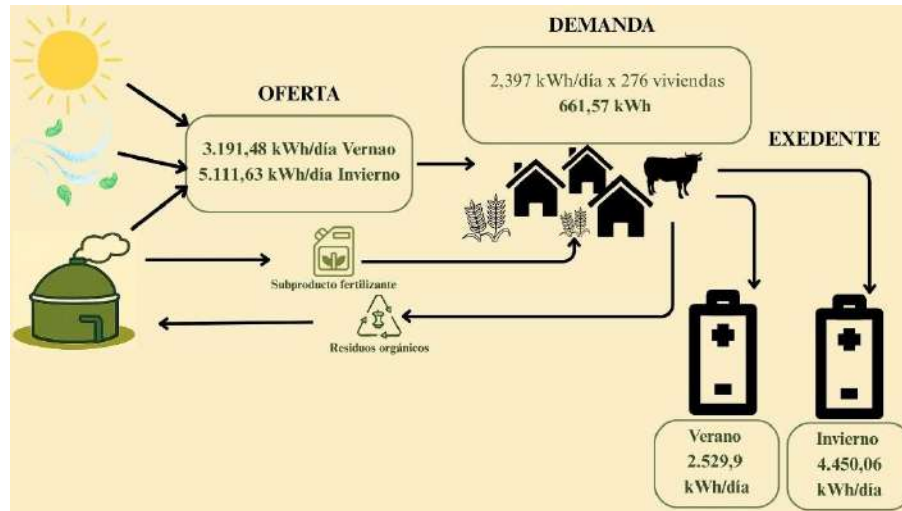 DEMANDA
2,397 kWh/día x 276 viviendas
661,57 kWh
OFERTA
3.191,48 kWh/día Vernao
5.111,63 kWh/día Invierno
EXEDENTE
Subproducto fertilizante
Residuos orgánicos
Verano
2.529,9
kWh/día
Invierno
4.450,06
kWh/día